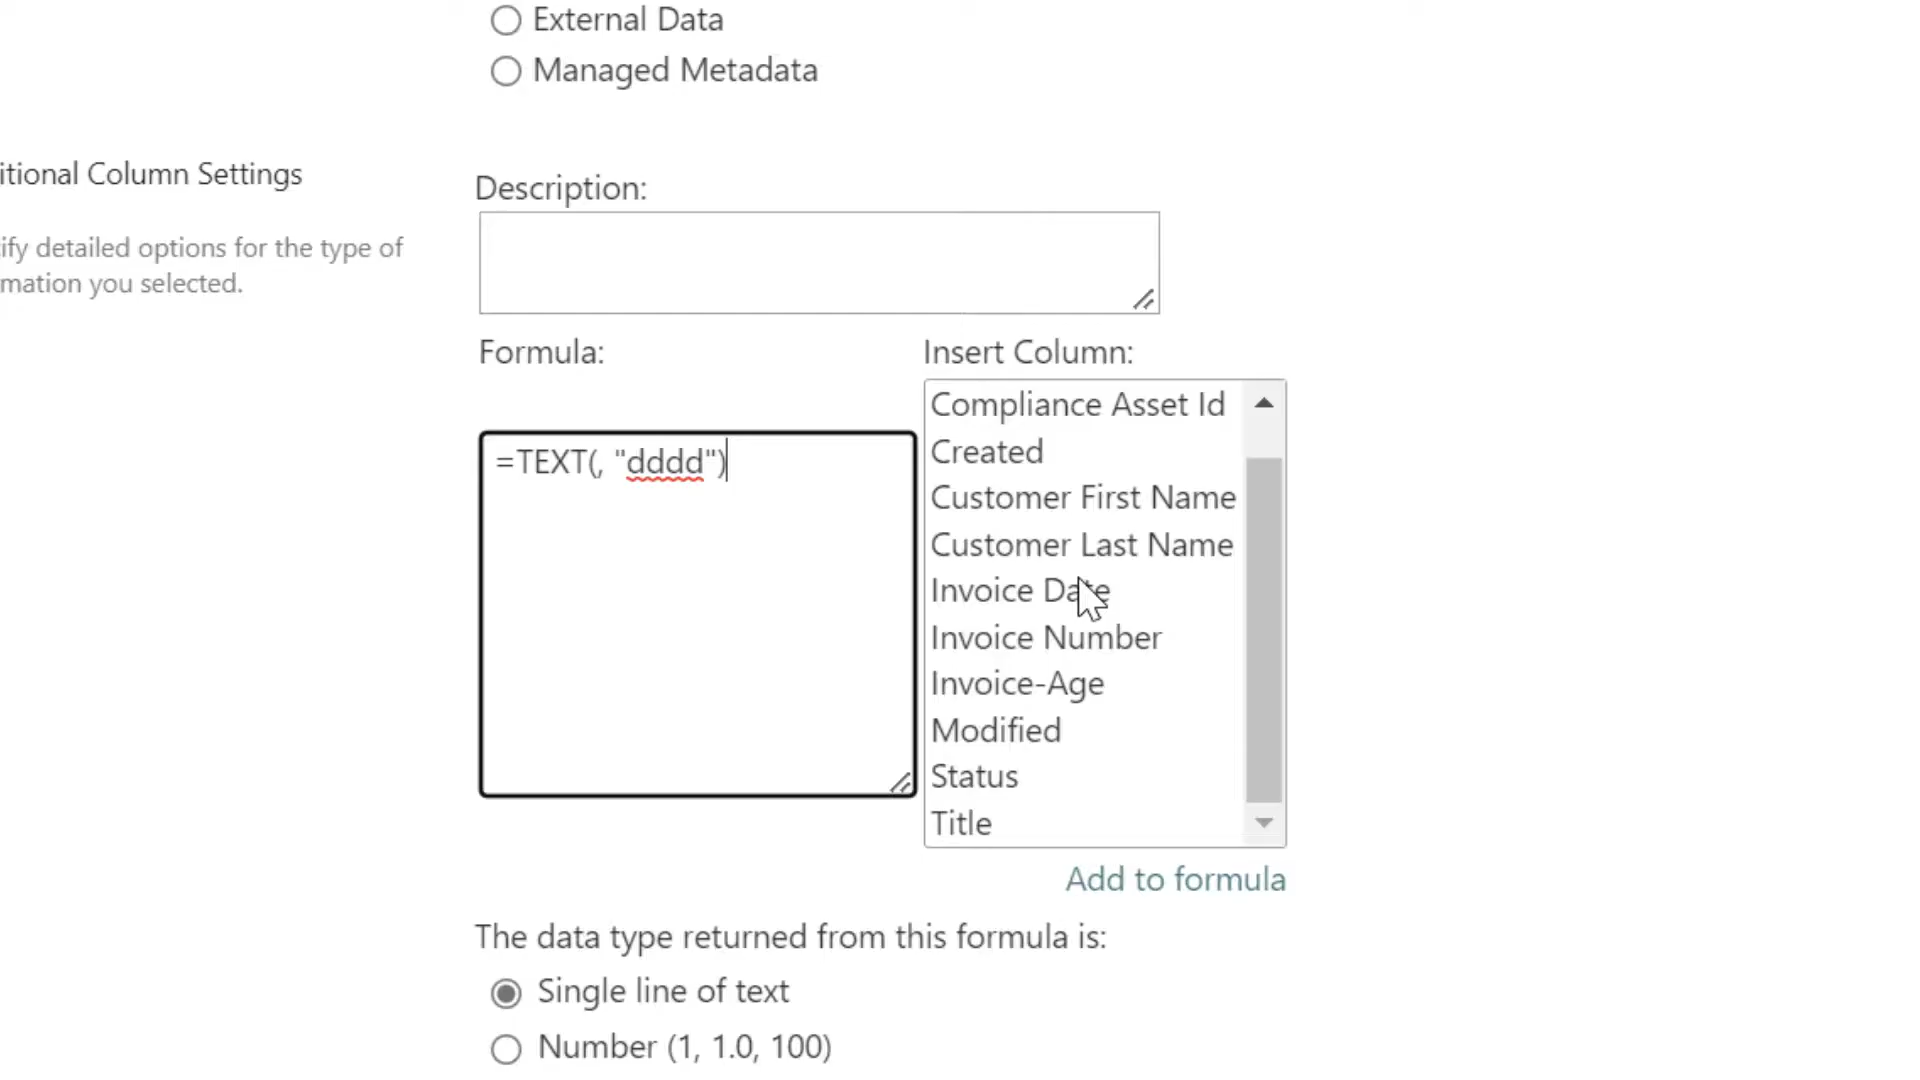 External Data
Managed Metadata
itional Column Settings
ify detailed options for the type of
mation you selected.
Description:
Formula:
Insert Column:
=TEXT(, "dddd")
Compliance Asset Id
Created
Customer First Name
Customer Last Name
Invoice Date
Invoice Number
Invoice-Age
Modified
Status
Title
Add to formula
The data type returned from this formula is:
Single line of text
Number (1, 1.0, 100)